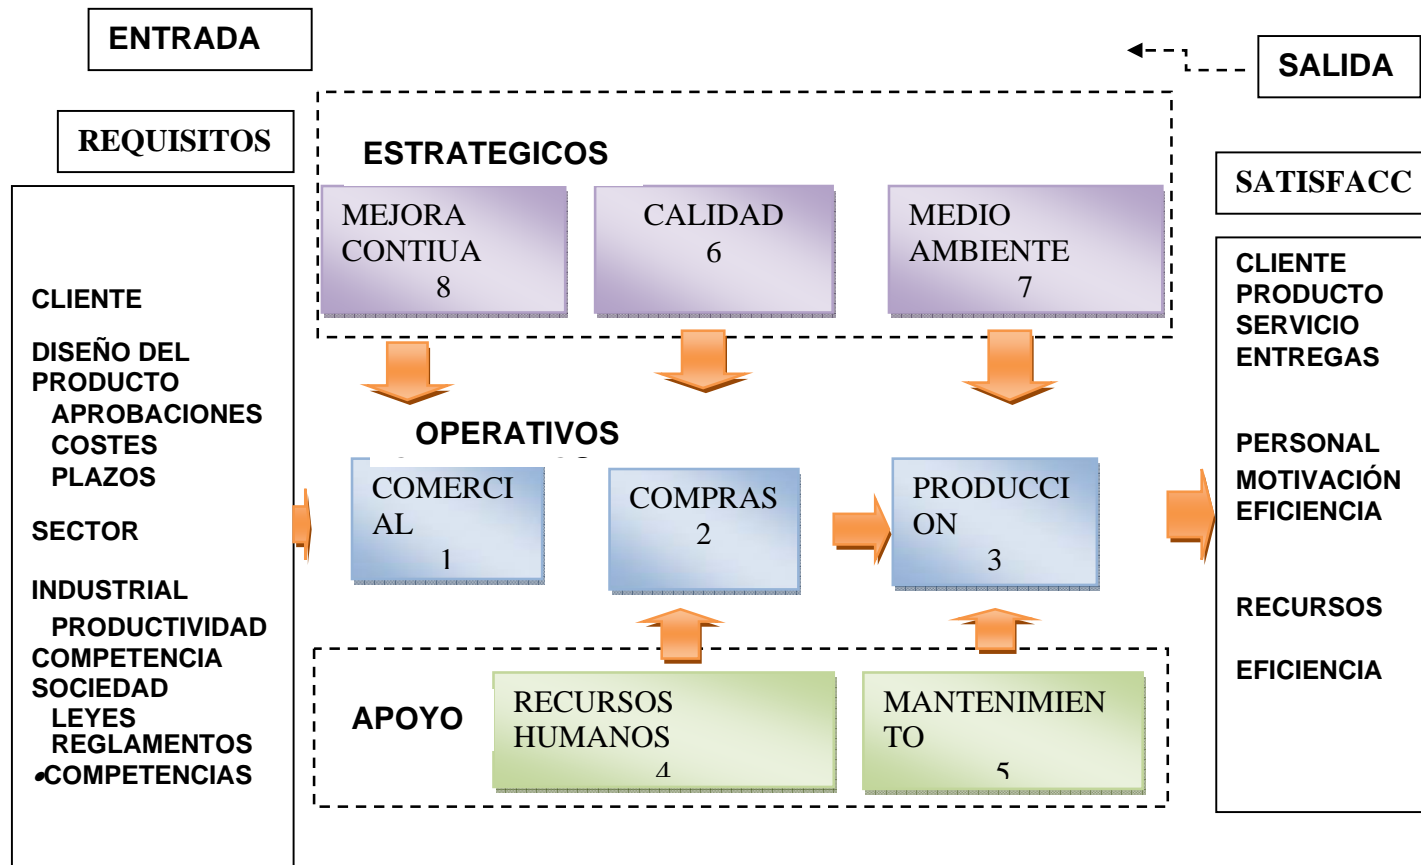 ENTRADA
SALIDA
REQUISITOS
ESTRATEGICOS
SATISFACC
MEJORA
CONTIUA
8
CALIDAD
6
MEDIO
AMBIENTE
7
CLIENTE
DISEÑO DEL
PRODUCTO
APROBACIONES
COSTES
PLAZOS
SECTOR
INDUSTRIAL
PRODUCTIVIDAD
COMPETENCIA
SOCIEDAD
LEYES
REGLAMENTOS
•COMPETENCIAS
OPERATIVOS
COMERCI
AL
1
COMPRAS
2
PRODUCCI
ON
3
APOYO
RECURSOS
HUMANOS
4
MANTENIMIEN
TO
5
CLIENTE
PRODUCTO
SERVICIO
ENTREGAS
PERSONAL
MOTIVACIÓN
EFICIENCIA
RECURSOS
EFICIENCIA